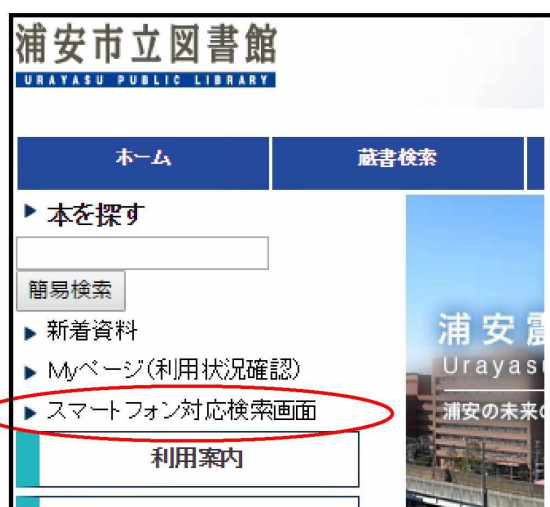 浦安市立図書館
URAYASU PUBLIC LIBRARY
ホーム
蔵書検索
本を探す
簡易検索
新着資料
Myページ(利用状況確認)
スマートフォン対応検索画面
利用案内
浦安震
Urayasu
浦安の未来の